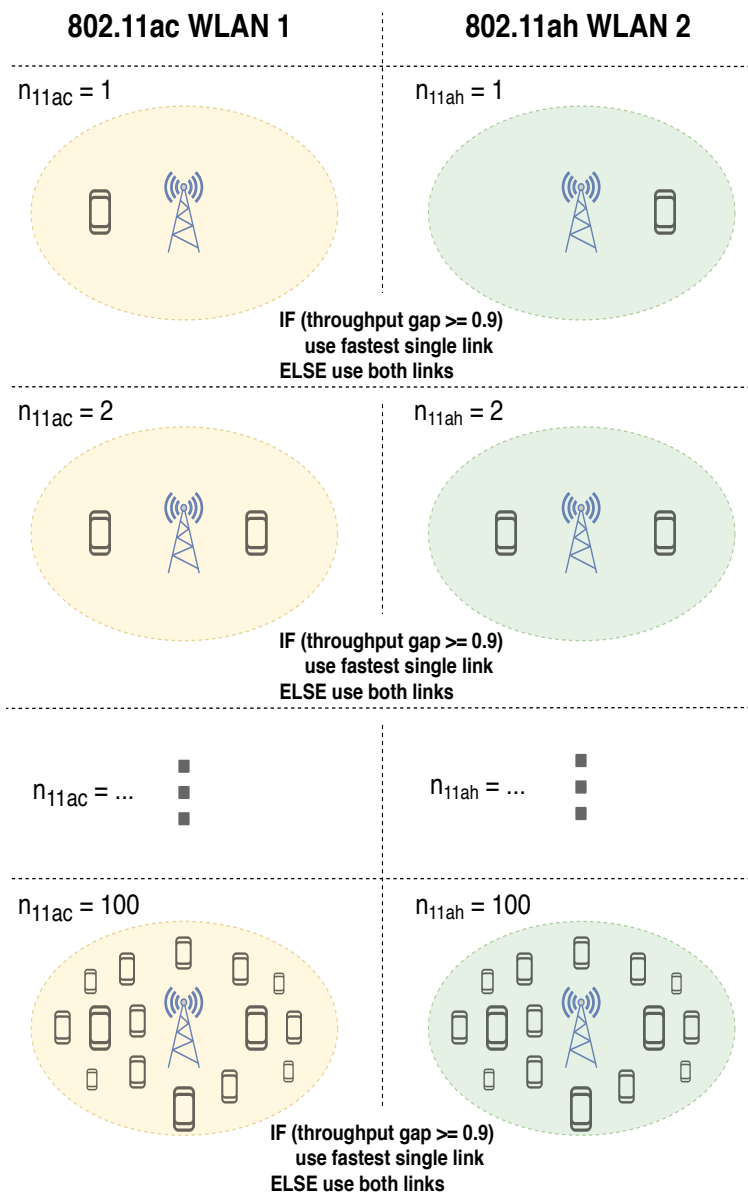 802.11ac WLAN 1
802.11ah WLAN 2
n11ac = 1
n11ah = 1
IF (throughput gap >= 0.9)
use fastest single link
ELSE use both links
n11ac = 2
n11ah = 2
IF (throughput gap >= 0.9)
use fastest single link
ELSE use both links
n11ac = ...
n11ah = ...
n11ac = 100
n11ah = 100
IF (throughput gap >= 0.9)
use fastest single link
ELSE use both links